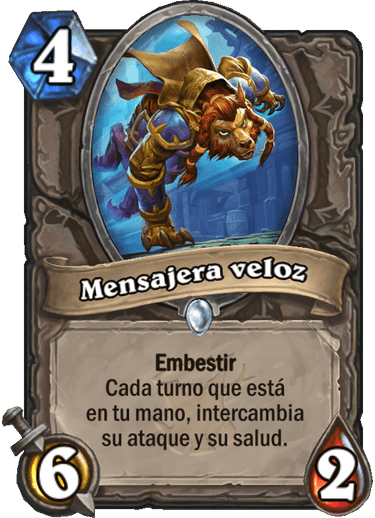 4
Mensajera veloz
Embestir
Cada turno que está
en tu mano, intercambia
su ataque y su salud.
6
2